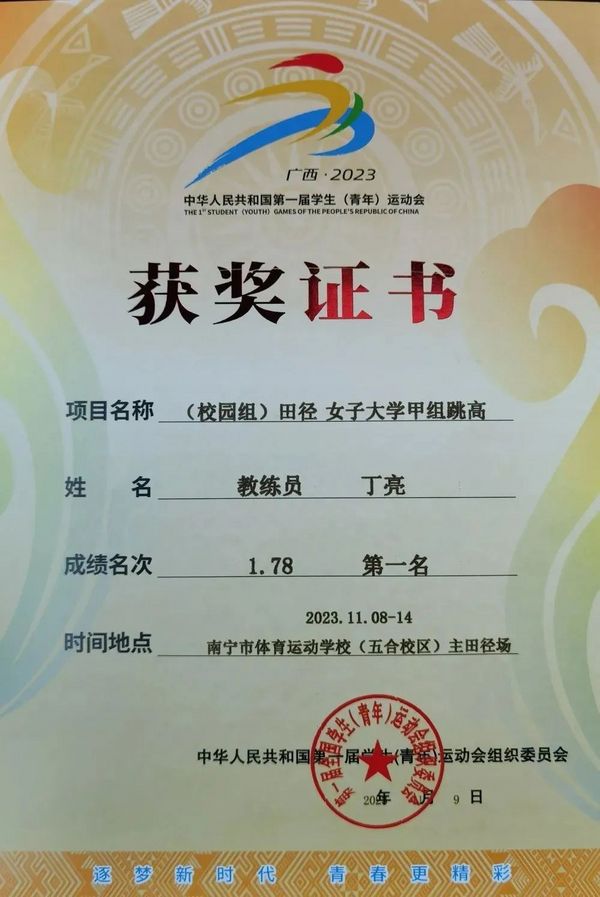 广西·2023
中华人民共和国第一届学生（青年）运动会
THE 1ST STUDENT (YOUTH) GAMES OF THE PEOPLE'S REPUBLIC OF CHINA
获奖证书
项目名称 （校园组）田径 女子大学甲组跳高
姓 名 教练员 丁亮
成绩名次 1.78 第一名
2023.11.08-14
时间地点 南宁市体育运动学校（五合校区）主田径场
中华人民共和国第一届学生(青年)运动会组织委员会
年 月 9 日
逐梦新时代 青春更精彩